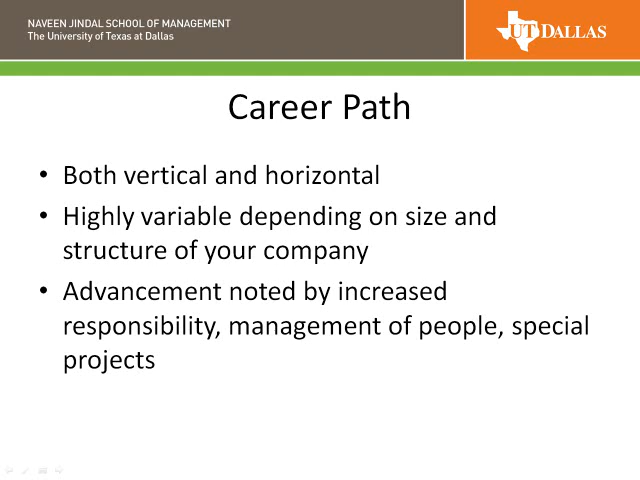 NAVEEN JINDAL SCHOOL OF MANAGEMENT
The University of Texas at Dallas
UT DALLAS
Career Path
• Both vertical and horizontal
• Highly variable depending on size and
structure of your company
• Advancement noted by increased
responsibility, management of people, special
projects